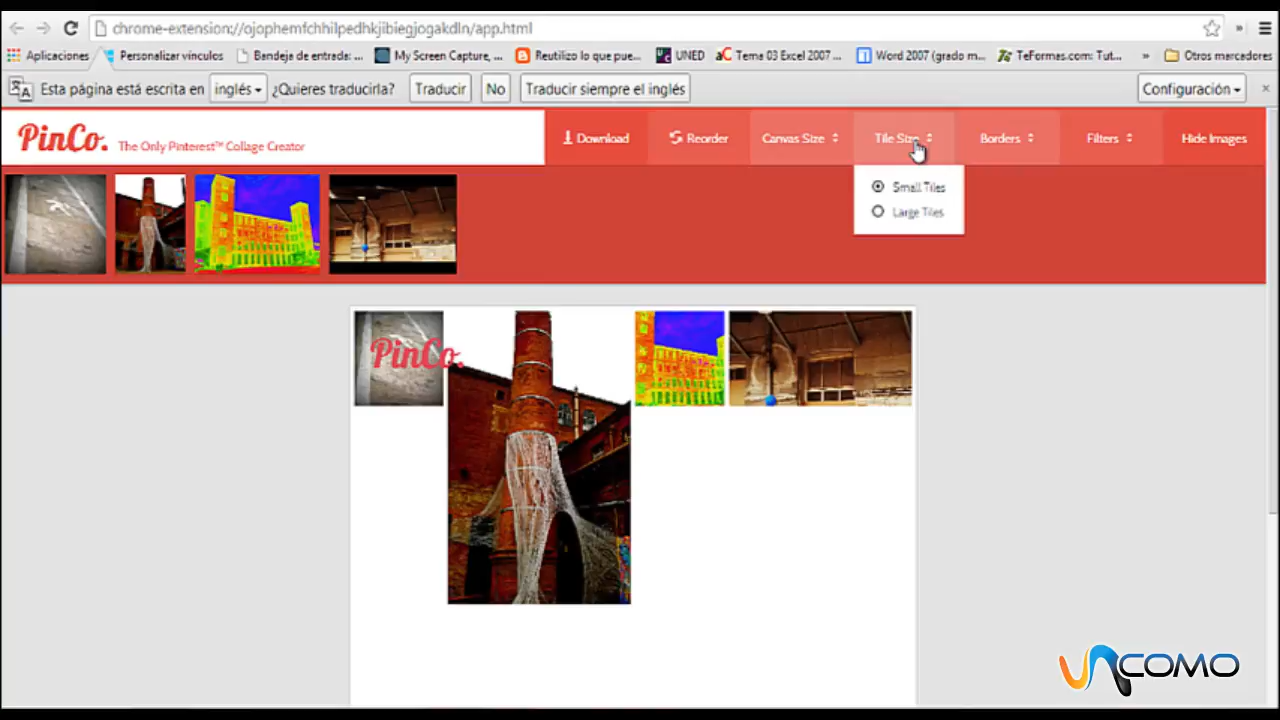 chrome-extension://ojophemfchhilpedhkjibiegjogakdln/app.html
Aplicaciones Personalizar vínculos Bandeja de entrada: ... My Screen Capture, ... Reutilizo lo que pue... UNED Tema 03 Excel 2007 ... Word 2007 (grado m... TeFormas.com: Tut... » Otros marcadores
Esta página está escrita en inglés ¿Quieres traducirla? Traducir No Traducir siempre el inglés Configuración ×
PinCo. The Only Pinterest™ Collage Creator Download Reorder Canvas Size Tile Size Borders Filters Hide Images
Small Tiles
Large Tiles
PinCo.
UNCOMO